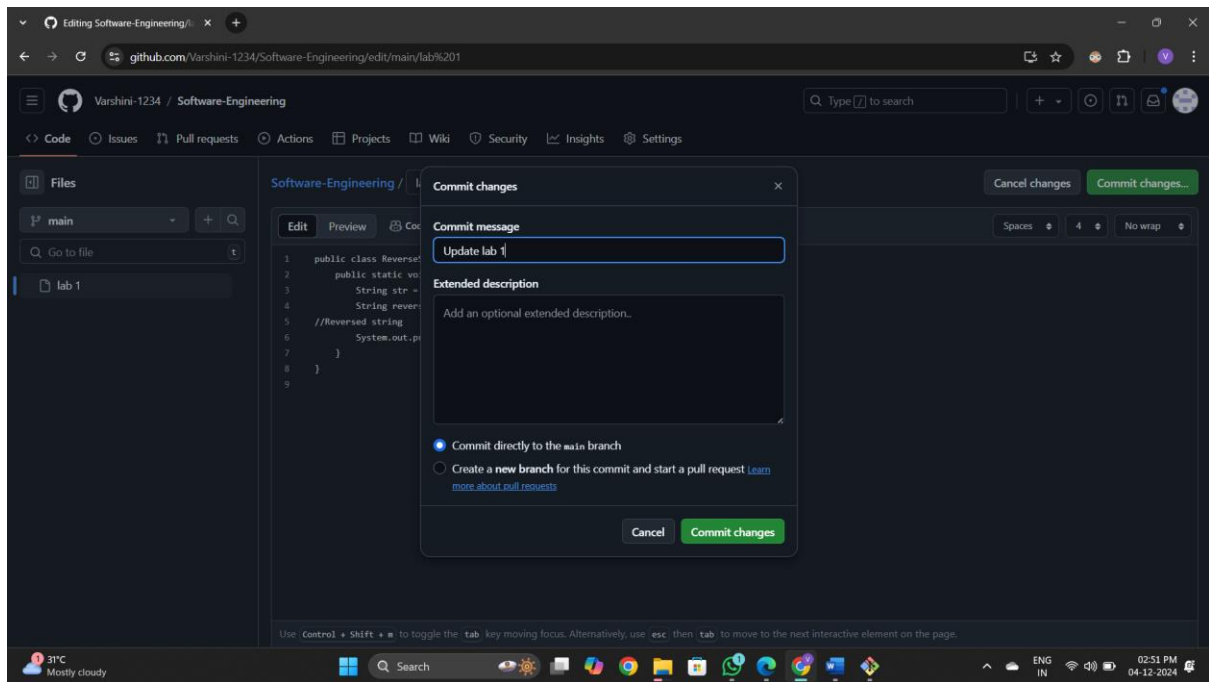 Editing Software-Engineering/l
github.com/Varshini-1234/Software-Engineering/edit/main/lab%201
V
Varshini-1234 / Software-Engineering
Type / to search
Code Issues Pull requests Actions Projects Wiki Security Insights Settings
Files
Software-Engineering /
Cancel changes Commit changes...
main
Go to file t
lab 1
Edit Preview
Spaces 4 No wrap
1 public class Reverse
2 public static vo
3 String str =
4 String rever
5 //Reversed string
6 System.out.p
7 }
8 }
9
Commit changes
Commit message
Update lab 1
Extended description
Add an optional extended description..
Commit directly to the main branch
Create a new branch for this commit and start a pull request Learn
more about pull requests
Cancel Commit changes
Use Control + Shift + m to toggle the tab key moving focus. Alternatively, use esc then tab to move to the next interactive element on the page.
1 31°C
Mostly cloudy
Search
1
ENG
IN
02:51 PM
04-12-2024